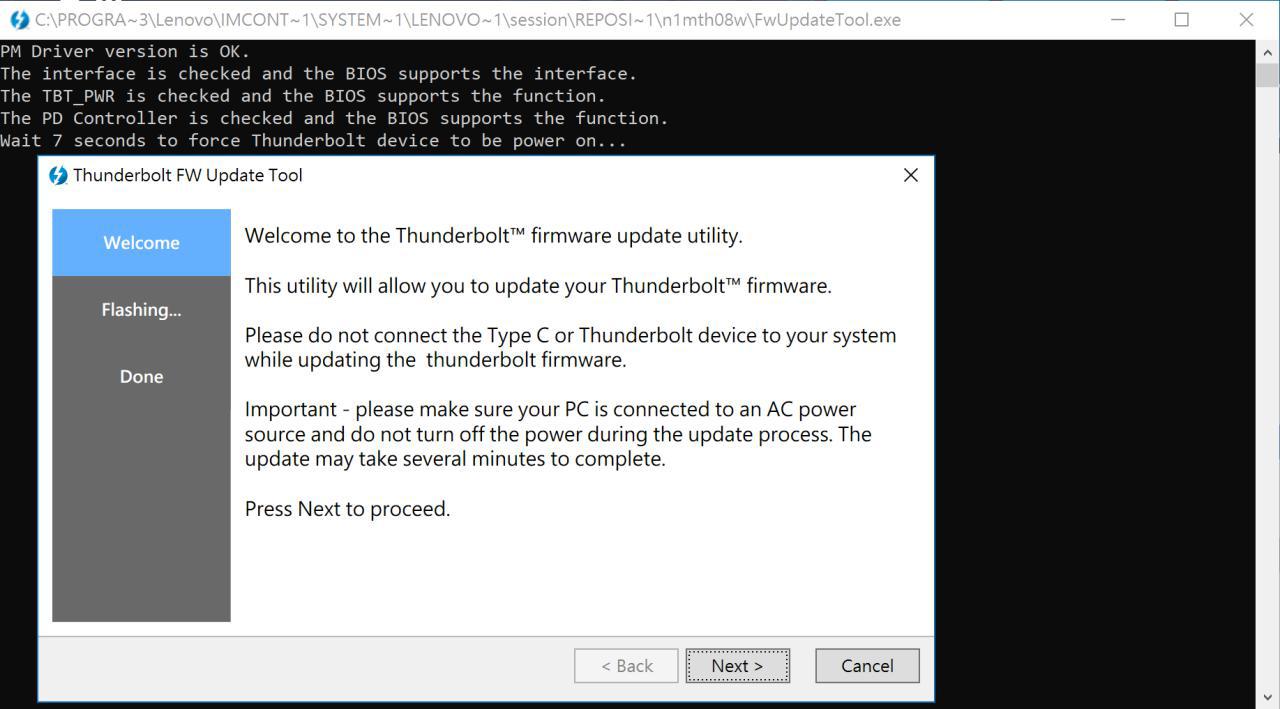 C:\PROGRA~3\Lenovo\IMCONT~1\SYSTEM~1\LENOVO~1\session\REPOSI~1\n1mth08w\FwUpdateTool.exe
PM Driver version is OK.
The interface is checked and the BIOS supports the interface.
The TBT_PWR is checked and the BIOS supports the function.
The PD Controller is checked and the BIOS supports the function.
Wait 7 seconds to force Thunderbolt device to be power on...
Thunderbolt FW Update Tool
Welcome
Flashing...
Done
Welcome to the Thunderbolt™ firmware update utility.
This utility will allow you to update your Thunderbolt™ firmware.
Please do not connect the Type C or Thunderbolt device to your system
while updating the  thunderbolt firmware.
Important - please make sure your PC is connected to an AC power
source and do not turn off the power during the update process. The
update may take several minutes to complete.
Press Next to proceed.
< Back
Next >
Cancel